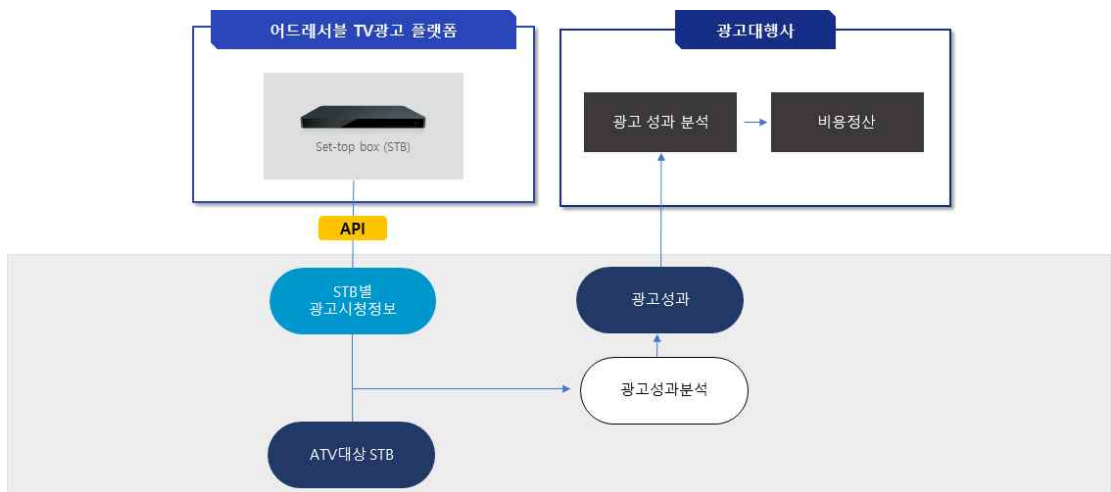 어드레서블 TV광고 플랫폼
Set-top box (STB)
API
광고대행사
광고 성과 분석
비용정산
STB별
광고시청정보
광고성과
광고성과분석
ATV대상 STB